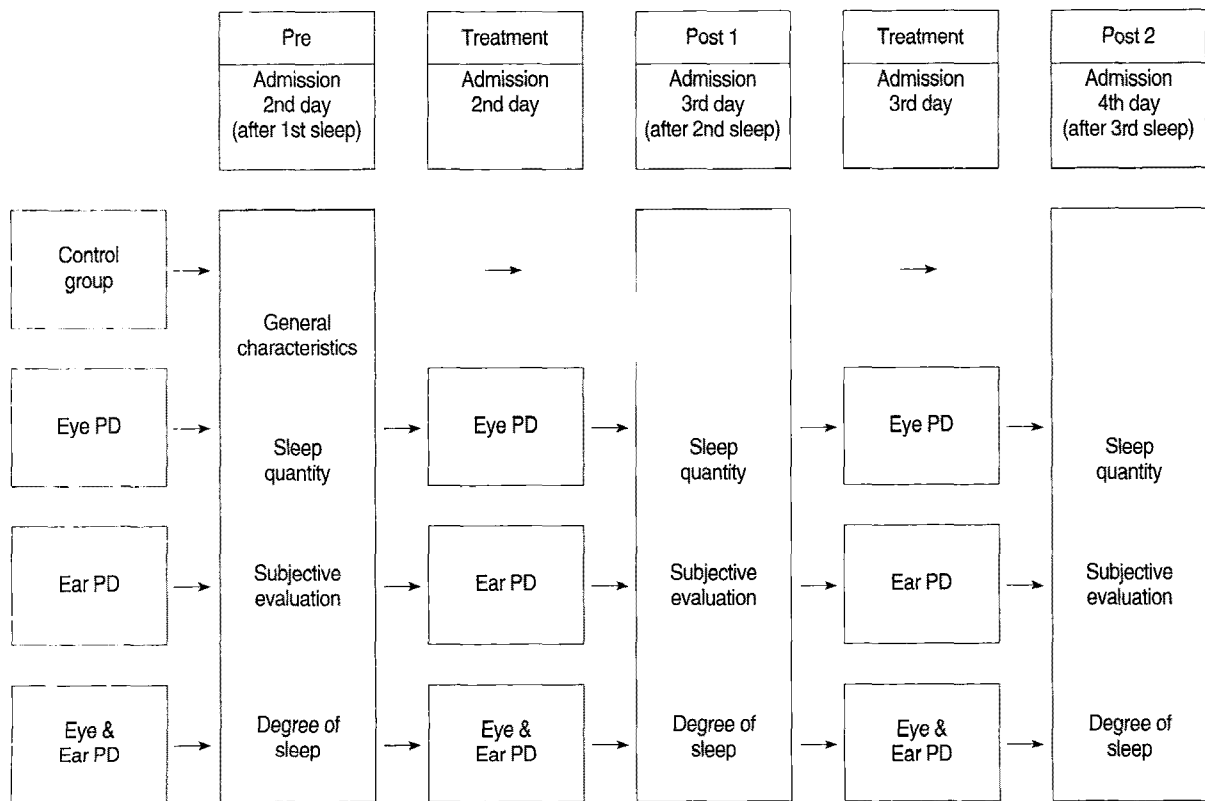 Pre
Treatment
Post 1
Treatment
Post 2
Admission
2nd day
(after 1st sleep)
Admission
2nd day
Admission
3rd day
(after 2nd sleep)
Admission
3rd day
Admission
4th day
(after 3rd sleep)
Control
group
General
characteristics
Eye PD
Sleep
quantity
Eye PD
Sleep
quantity
Eye PD
Sleep
quantity
Ear PD
Subjective
evaluation
Ear PD
Subjective
evaluation
Ear PD
Subjective
evaluation
Eye &
Ear PD
Degree of
sleep
Eye &
Ear PD
Degree of
sleep
Eye &
Ear PD
Degree of
sleep